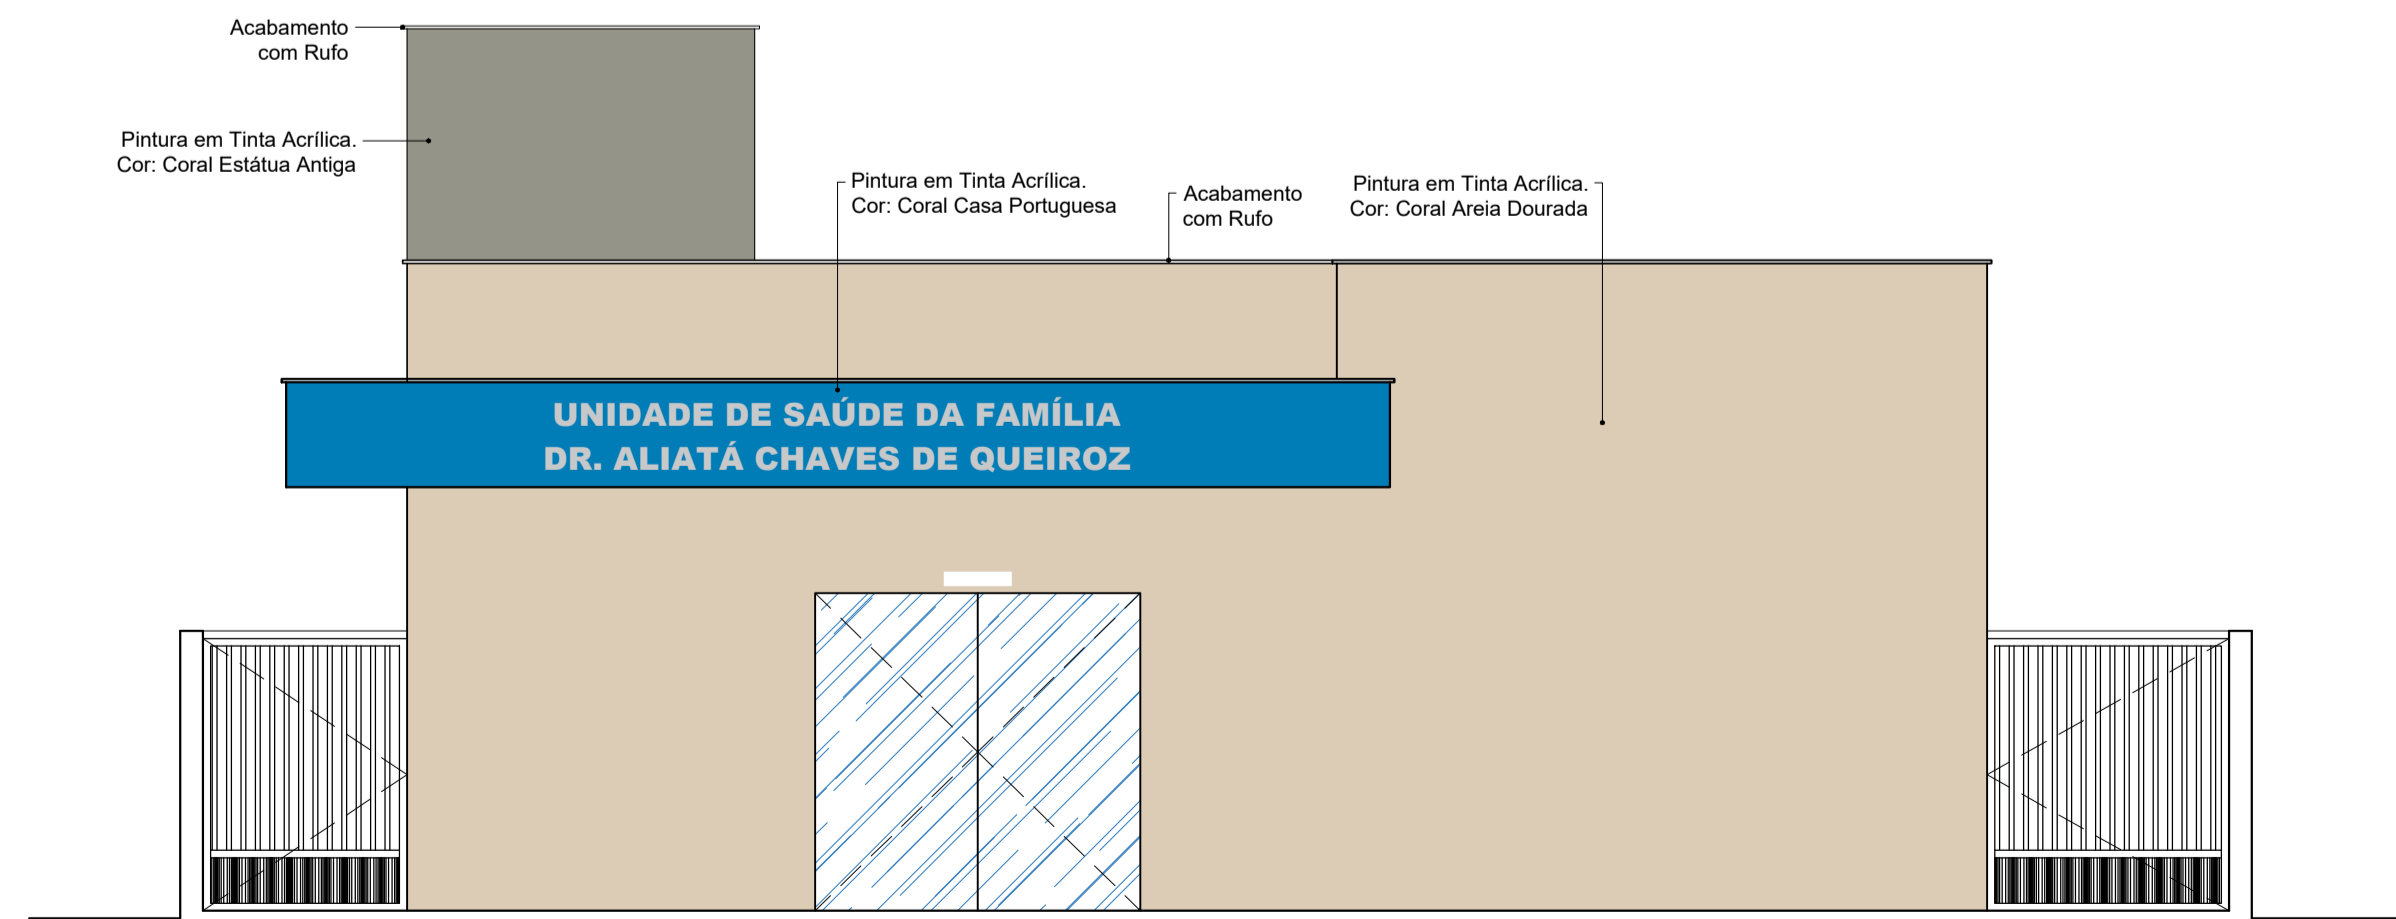 Acabamento
com Rufo
Pintura em Tinta Acrílica.
Cor: Coral Estátua Antiga
Pintura em Tinta Acrílica.
Cor: Coral Casa Portuguesa
Acabamento
com Rufo
Pintura em Tinta Acrílica.
Cor: Coral Areia Dourada
UNIDADE DE SAÚDE DA FAMÍLIA
DR. ALIATÁ CHAVES DE QUEIROZ